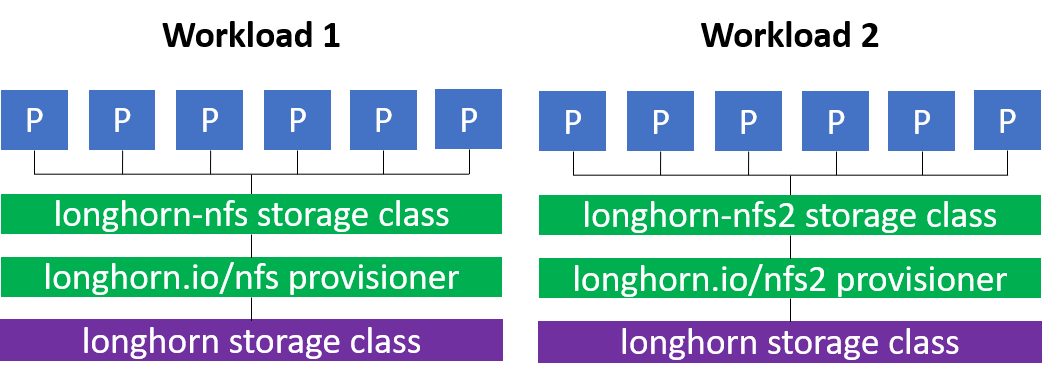 Workload 1
Workload 2
P P P P P P
P P P P P P
longhorn-nfs storage class
longhorn-nfs2 storage class
longhorn.io/nfs provisioner
longhorn.io/nfs2 provisioner
longhorn storage class
longhorn storage class